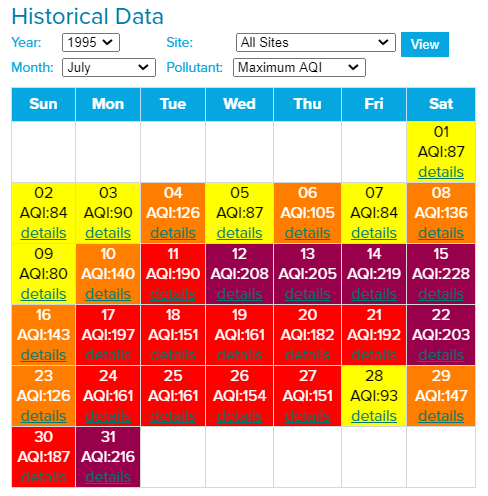 Historical Data
Year: 1995 Site: All Sites View
Month: July Pollutant: Maximum AQI
Sun Mon Tue Wed Thu Fri Sat
01
AQI:87
details
02 03 04 05 06 07 08
AQI:84 AQI:90 AQI:126 AQI:87 AQI:105 AQI:84 AQI:136
details details details details details details details
09 10 11 12 13 14 15
AQI:80 AQI:140 AQI:190 AQI:208 AQI:205 AQI:219 AQI:228
details details details details details details details
16 17 18 19 20 21 22
AQI:143 AQI:197 AQI:151 AQI:161 AQI:182 AQI:192 AQI:203
details details details details details details details
23 24 25 26 27 28 29
AQI:126 AQI:161 AQI:161 AQI:154 AQI:151 AQI:93 AQI:147
details details details details details details details
30 31
AQI:187 AQI:216
details details